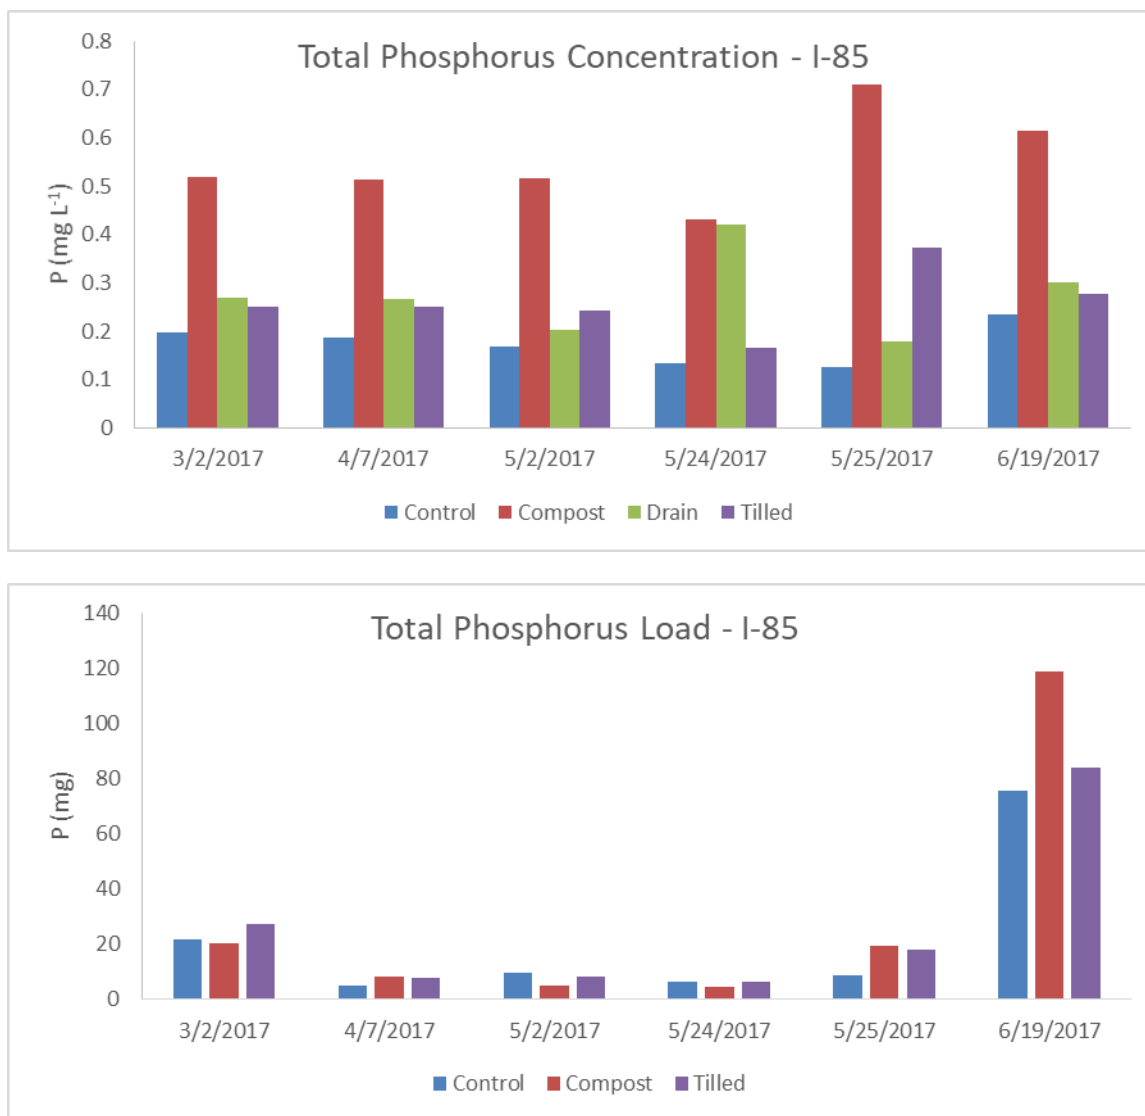 Total Phosphorus Concentration - I-85
P (mg L-1)
0.8
0.7
0.6
0.5
0.4
0.3
0.2
0.1
0
3/2/2017 4/7/2017 5/2/2017 5/24/2017 5/25/2017 6/19/2017
Control Compost Drain Tilled
Total Phosphorus Load - I-85
P (mg)
140
120
100
80
60
40
20
0
3/2/2017 4/7/2017 5/2/2017 5/24/2017 5/25/2017 6/19/2017
Control Compost Tilled